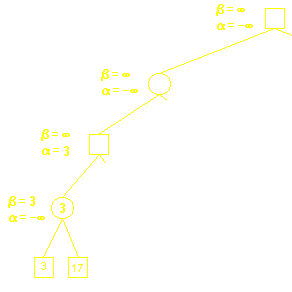 β = ∞
α = −∞
β = ∞
α = −∞
β = ∞
α = 3
β = 3
α = −∞
3
3 17